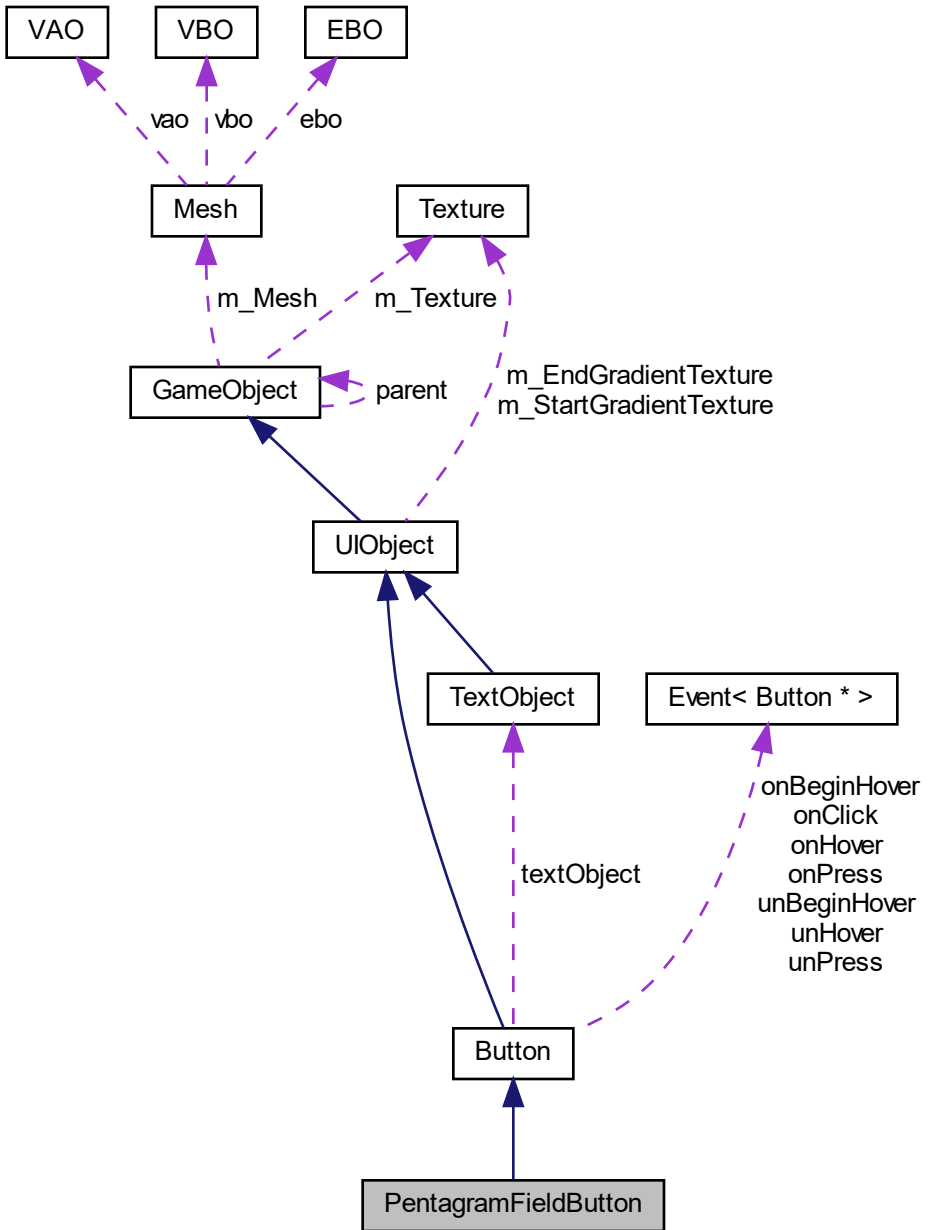 VAO
VBO
EBO
vao
vbo
ebo
Mesh
Texture
m_Mesh
m_Texture
GameObject
parent
m_EndGradientTexture
m_StartGradientTexture
UIObject
TextObject
Event< Button * >
onBeginHover
onClick
onHover
onPress
unBeginHover
unHover
unPress
textObject
Button
PentagramFieldButton